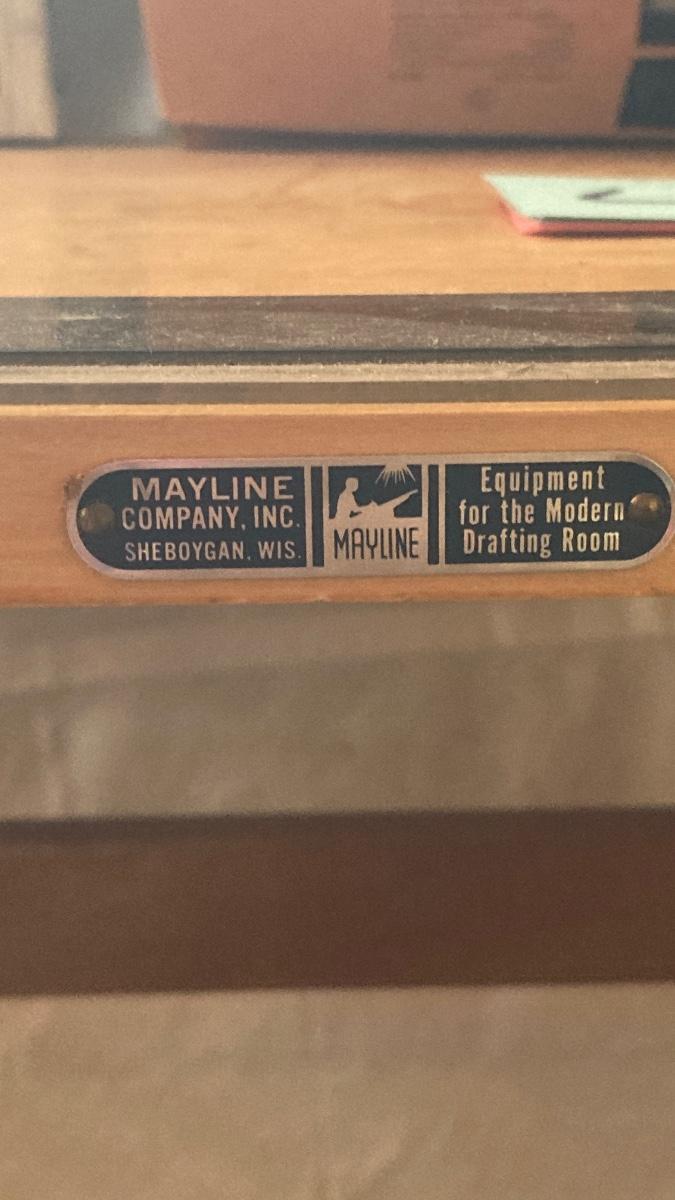 MAYLINE
COMPANY, INC.
SHEBOYGAN, WIS.
MAYLINE
Equipment
for the Modern
Drafting Room